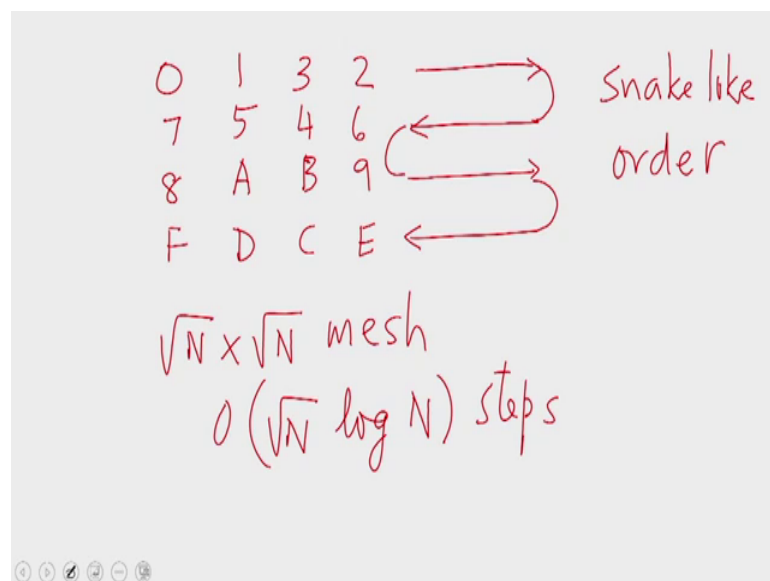 0 1 3 2
7 5 4 6
8 A B 9
F D C E
snake like
order
√N × √N mesh
O(√N log N) steps